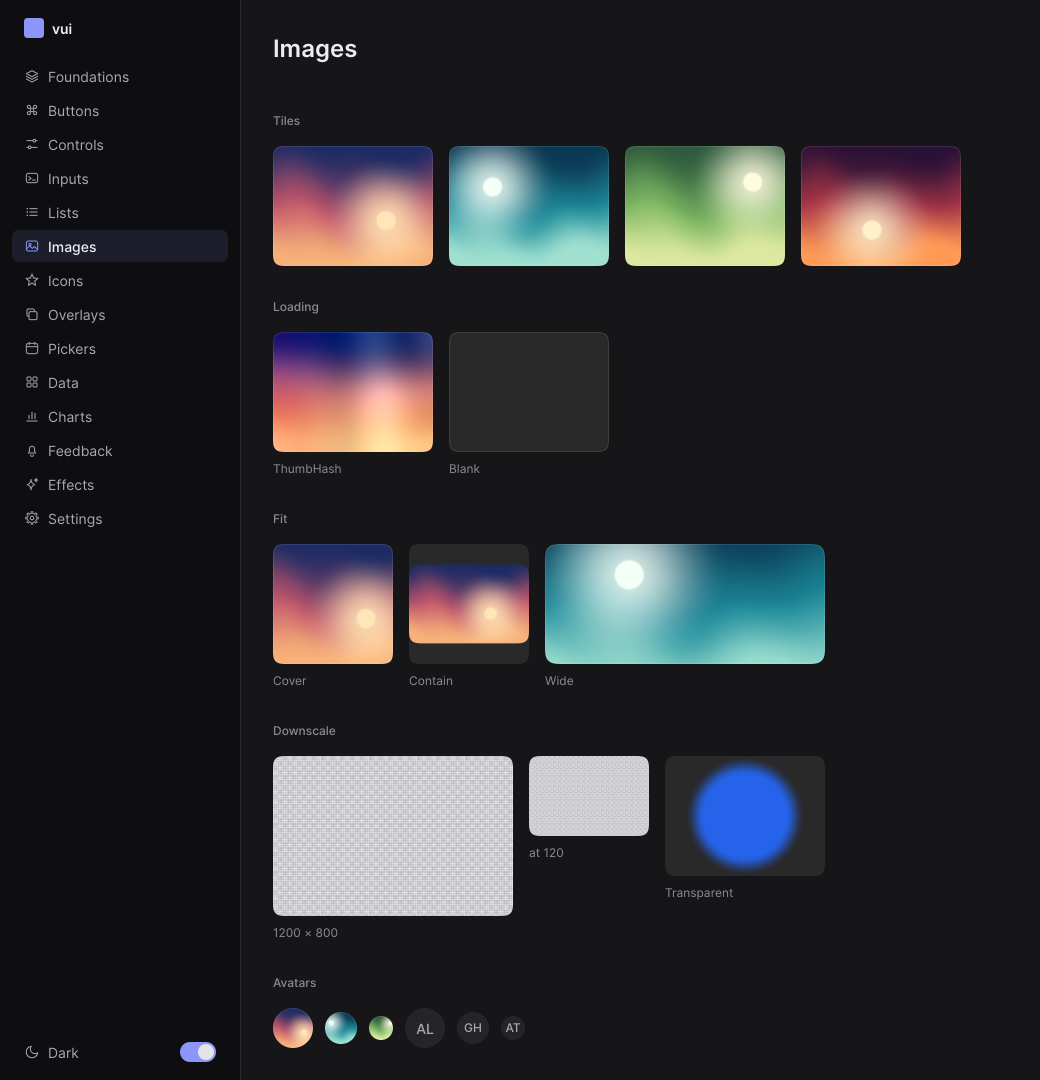 vui
Foundations
Buttons
Controls
Inputs
Lists
Images
Icons
Overlays
Pickers
Data
Charts
Feedback
Effects
Settings
Dark
Images
Tiles
Loading
ThumbHash
Blank
Fit
Cover
Contain
Wide
Downscale
1200 × 800
at 120
Transparent
Avatars
AL
GH
AT